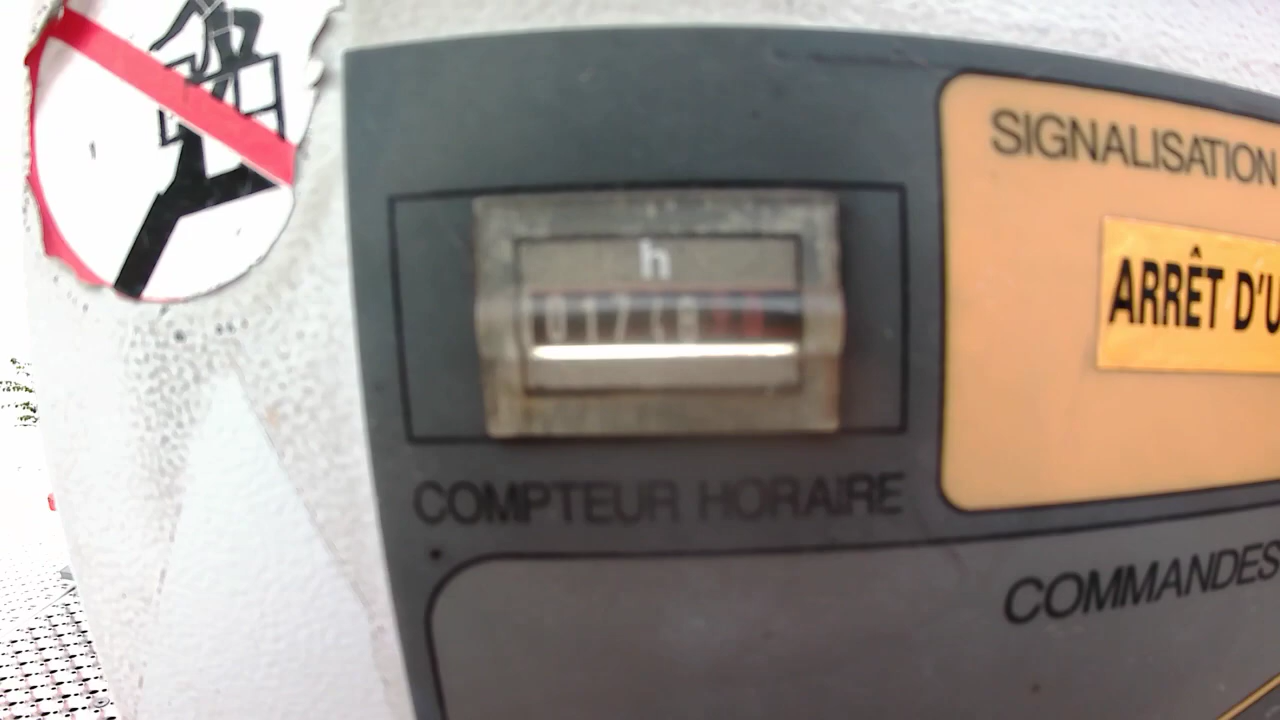 SIGNALISATION
ARRÊT D'U
h
COMPTEUR HORAIRE
COMMANDES